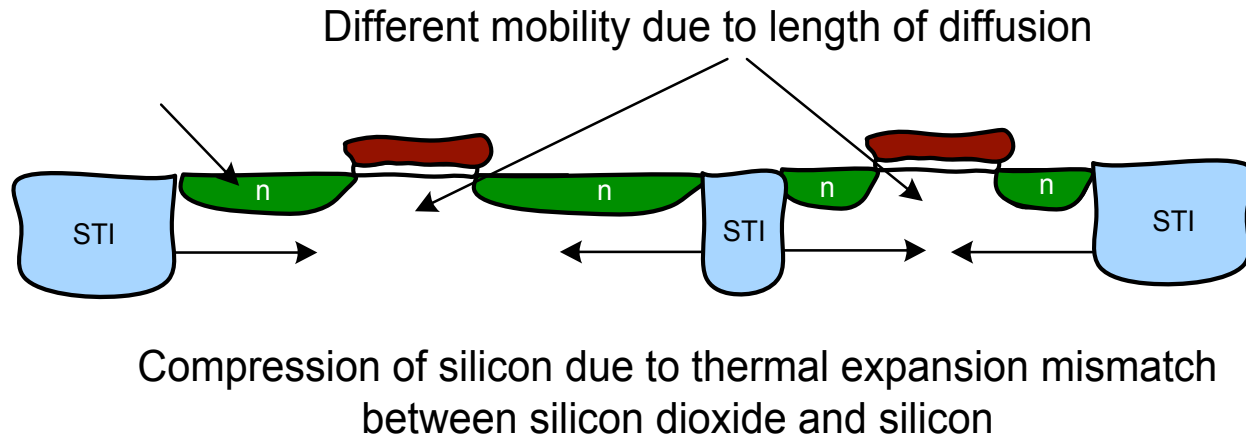 Different mobility due to length of diffusion
n
n
n
n
STI
STI
STI
Compression of silicon due to thermal expansion mismatch
between silicon dioxide and silicon